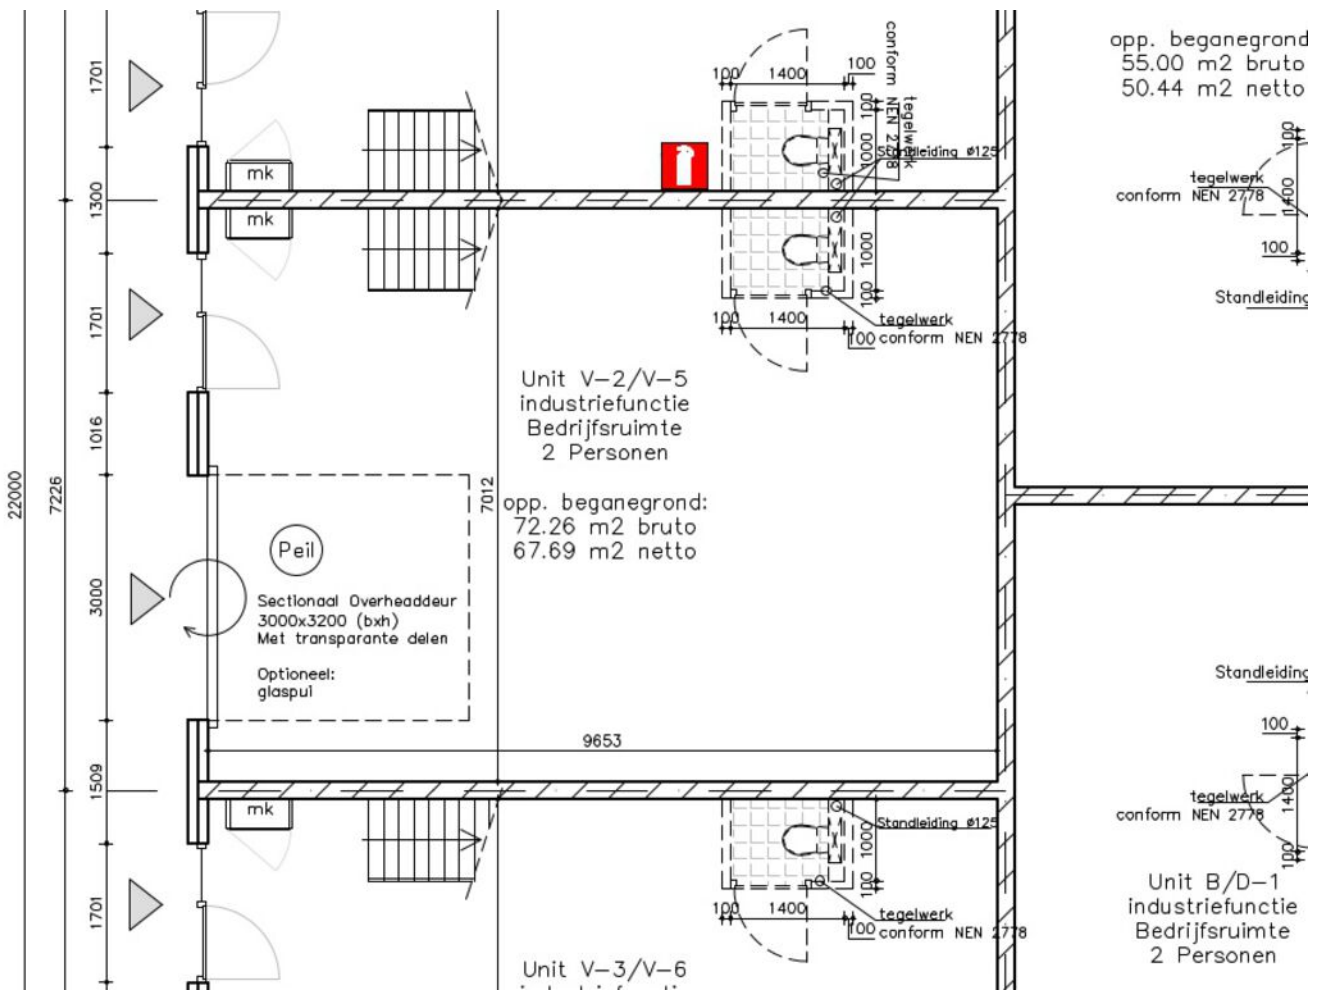 1701
1300
1701
1016
3000
1509
1701
22000
7226
7012
mk
mk
100
1400
100
conform NEN 2778
tegelwerk
100
1000
Standleiding Ø125
1000
100
100
1400
100
tegelwerk
conform NEN 2778
Unit V-2/V-5
industriefunctie
Bedrijfsruimte
2 Personen
opp. beganegrond:
72.26 m2 bruto
67.69 m2 netto
Peil
Sectionaal Overheaddeur
3000x3200 (bxh)
Met transparante delen
Optioneel:
glaspui
9653
mk
Standleiding Ø125
1000
100
100
1400
100
tegelwerk
conform NEN 2778
Unit V-3/V-6
opp. beganegrond
55.00 m2 bruto
50.44 m2 netto
100
tegelwerk
conform NEN 2778
1400
100
Standleiding
Standleiding
100
tegelwerk
conform NEN 2778
1400
100
Unit B/D-1
industriefunctie
Bedrijfsruimte
2 Personen